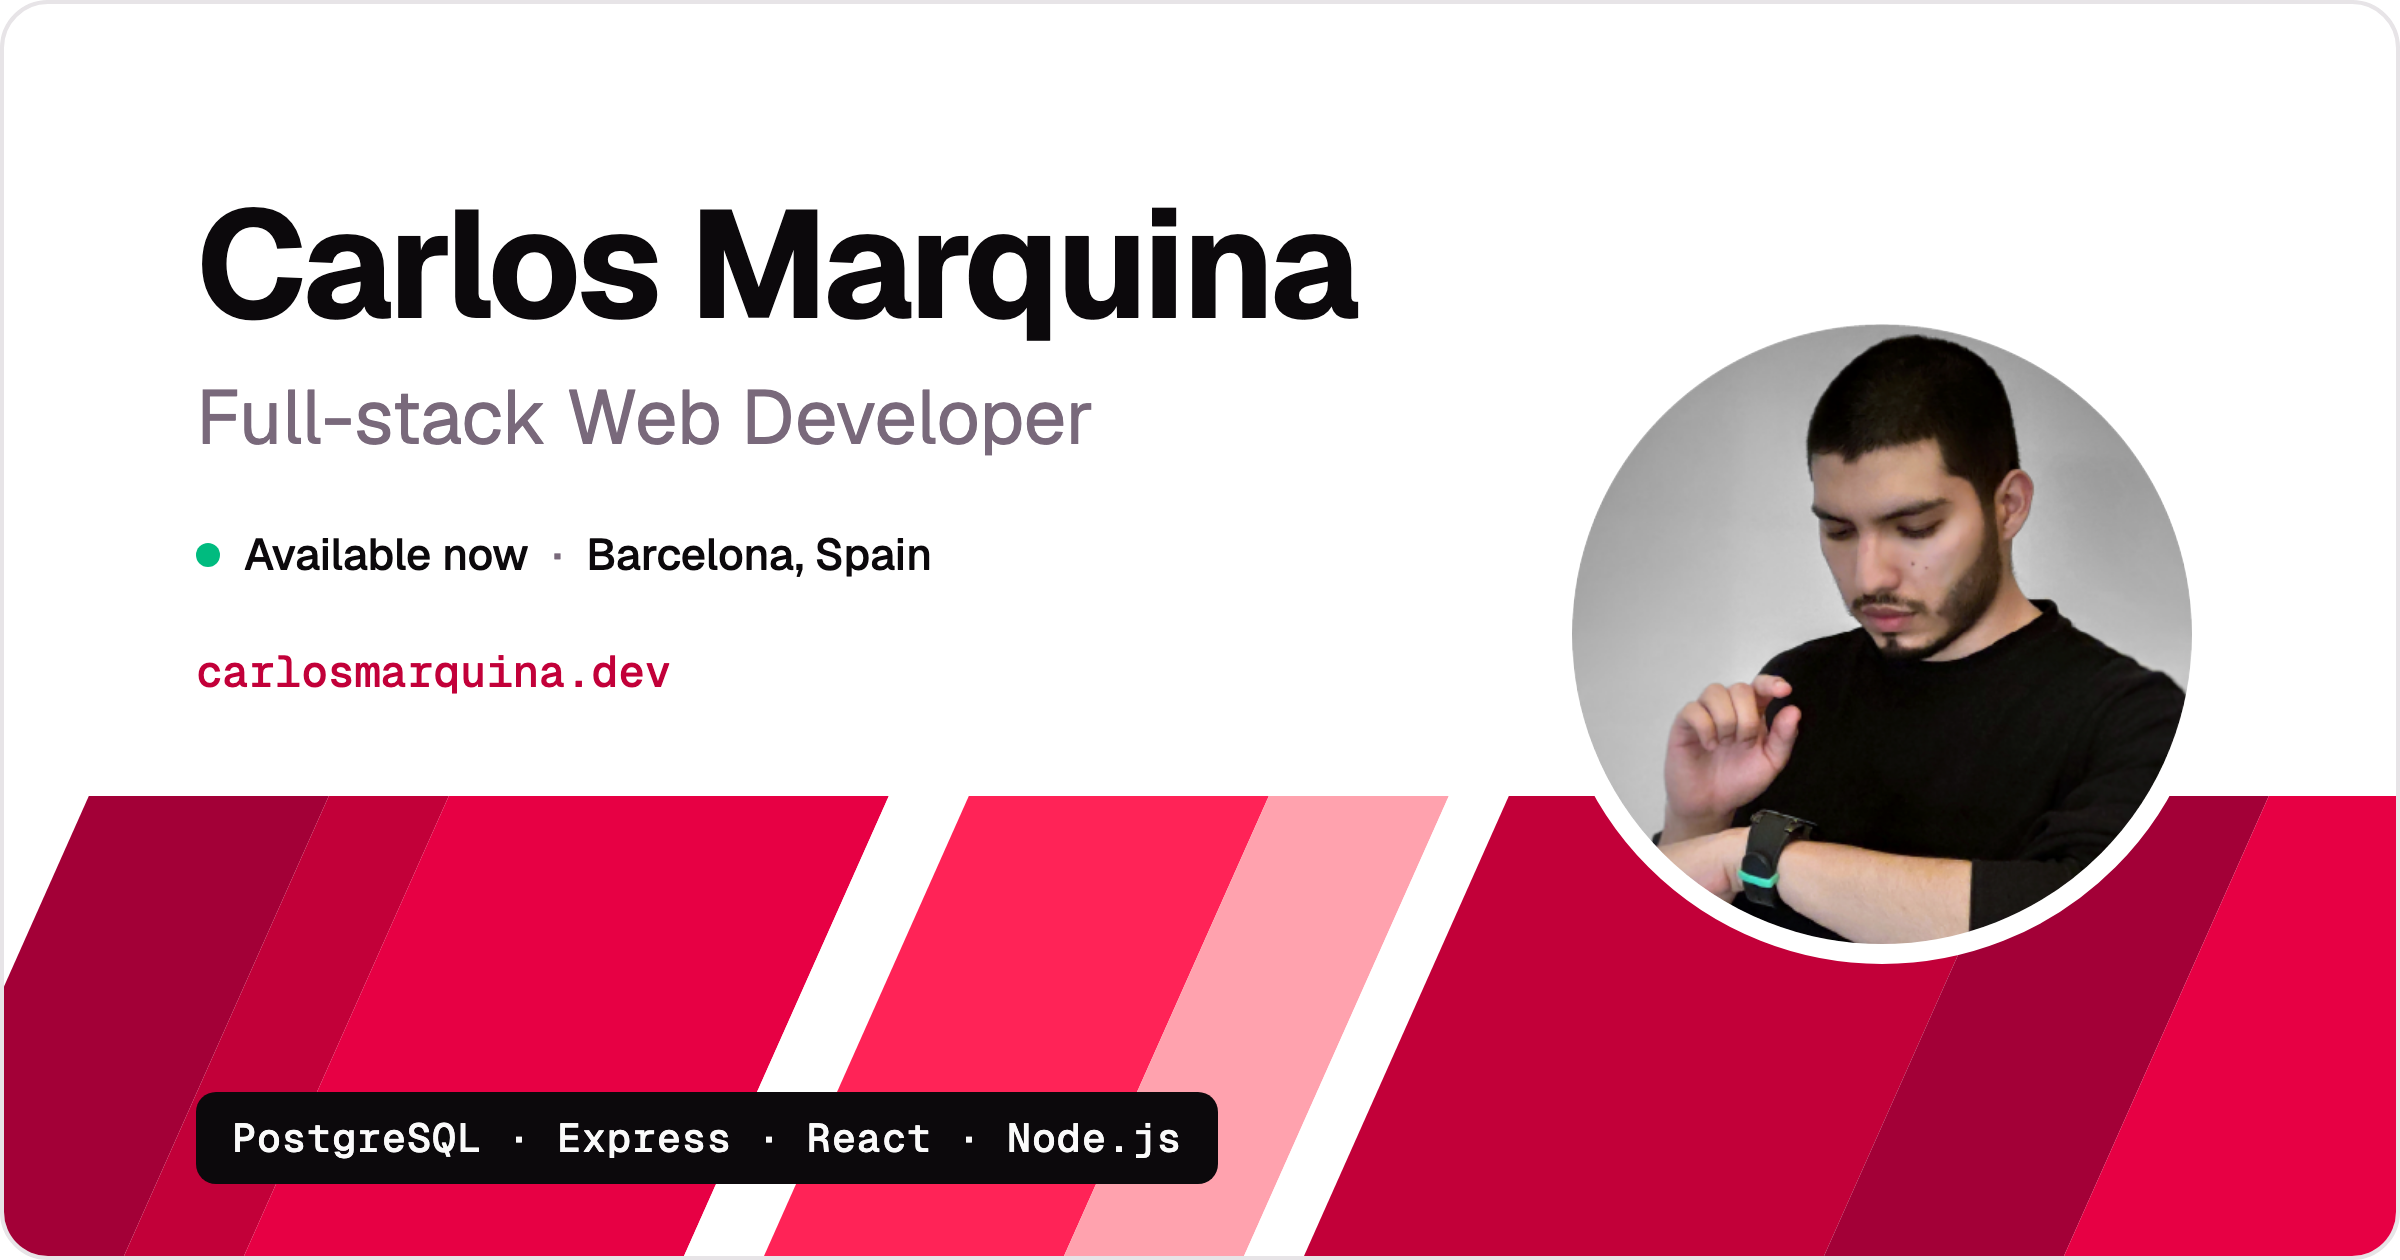 Carlos Marquina
Full-stack Web Developer
Available now · Barcelona, Spain
carlosmarquina.dev
PostgreSQL · Express · React · Node.js